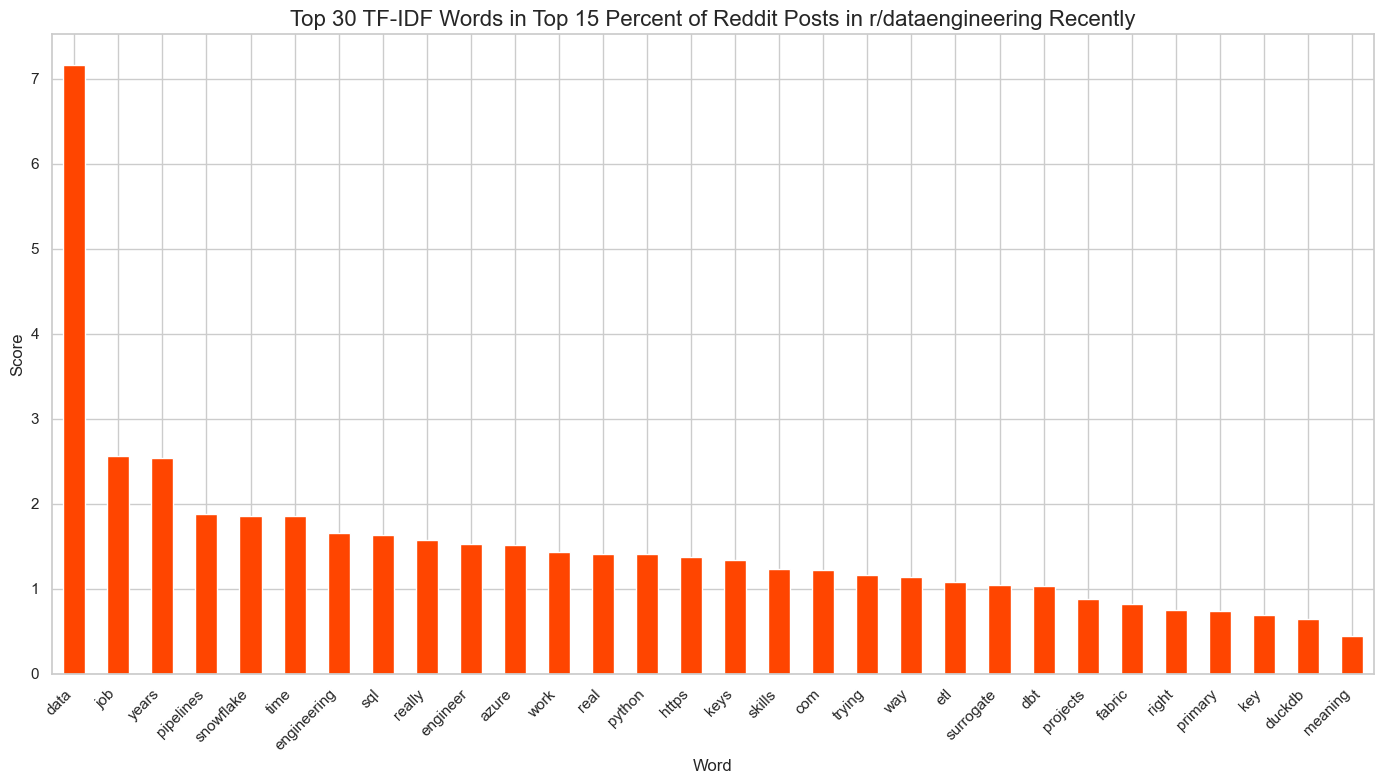 Top 30 TF-IDF Words in Top 15 Percent of Reddit Posts in r/dataengineering Recently
Score
7
6
5
4
3
2
1
0
data
job
years
pipelines
snowflake
time
engineering
sql
really
engineer
azure
work
real
python
https
keys
skills
com
trying
way
etl
surrogate
dbt
projects
fabric
right
primary
key
duckdb
meaning
Word